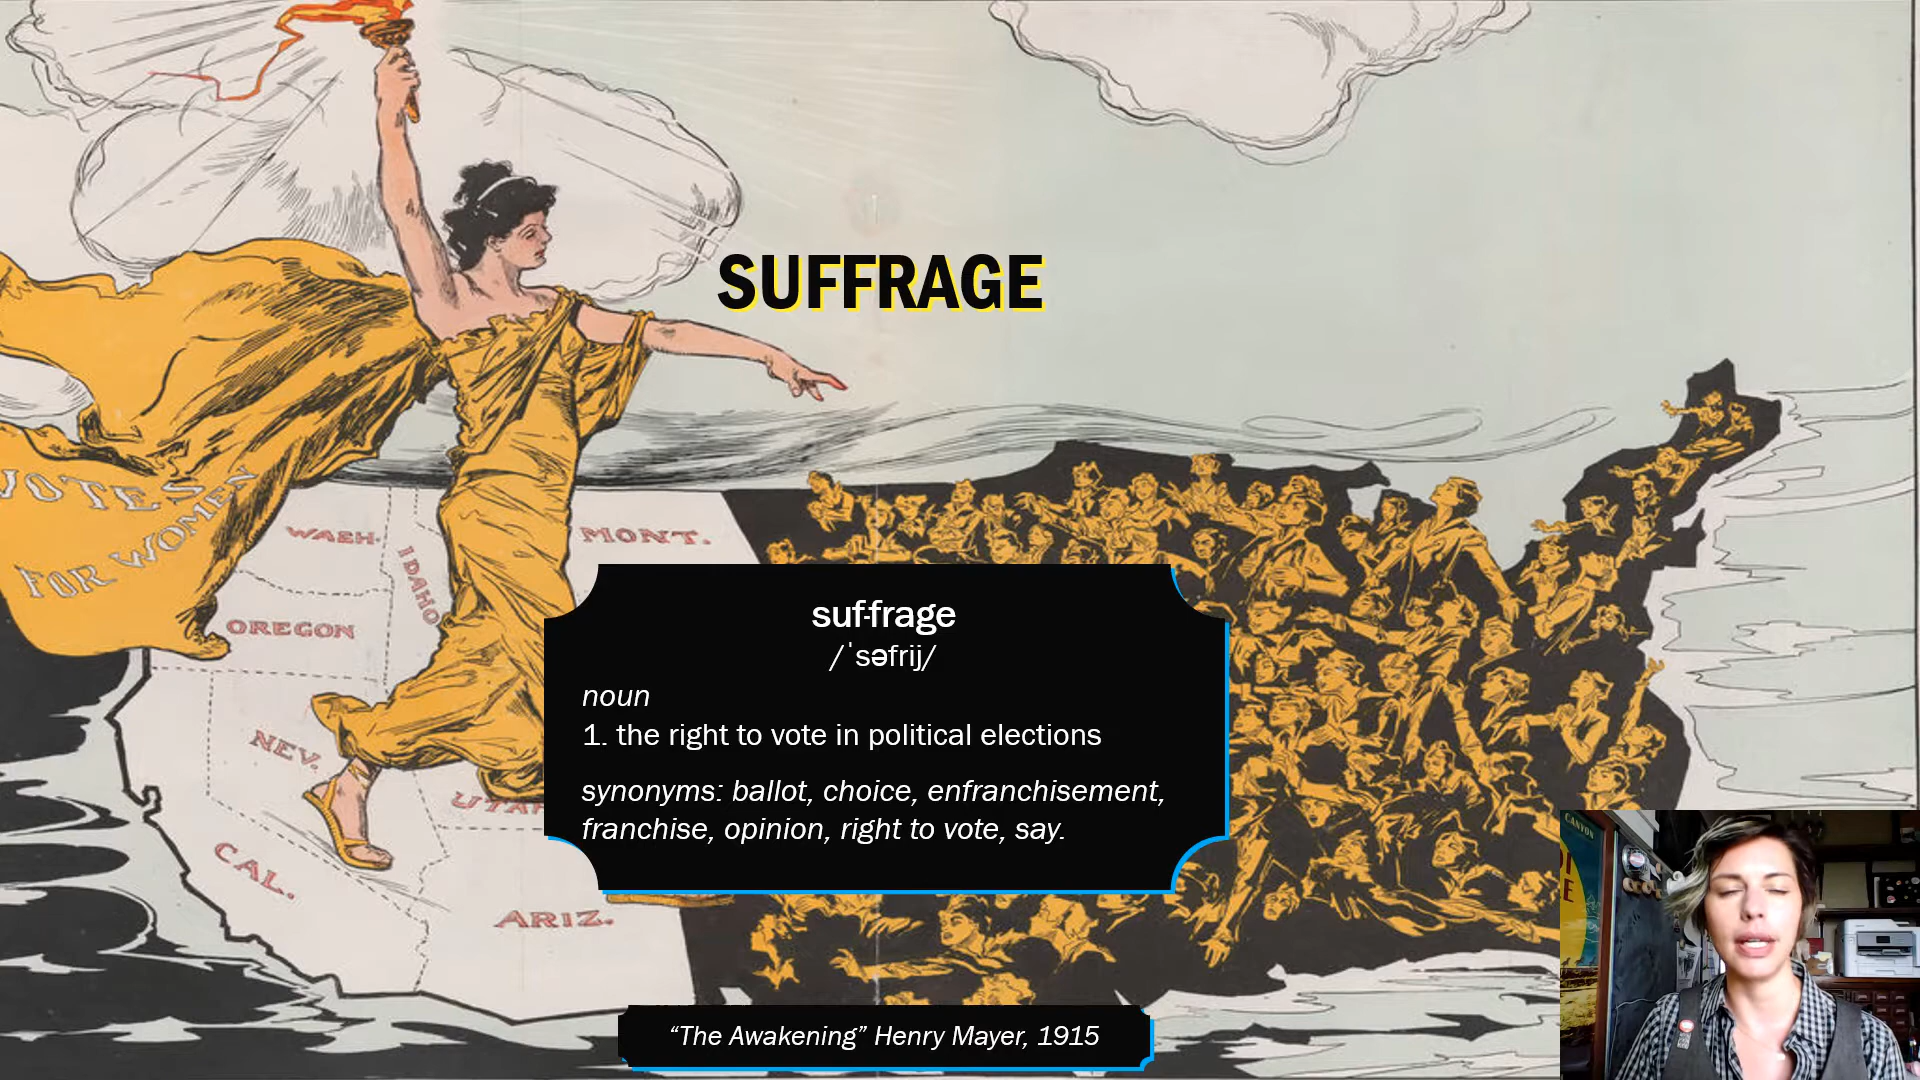 SUFFRAGE
VOTES
FOR WOMEN
WASH.
IDAHO
MONT.
OREGON
suf·frage
/ˈsəfrij/
noun
1. the right to vote in political elections
synonyms: ballot, choice, enfranchisement,
franchise, opinion, right to vote, say.
NEV.
UTAH
CAL.
ARIZ.
“The Awakening” Henry Mayer, 1915
CANYON